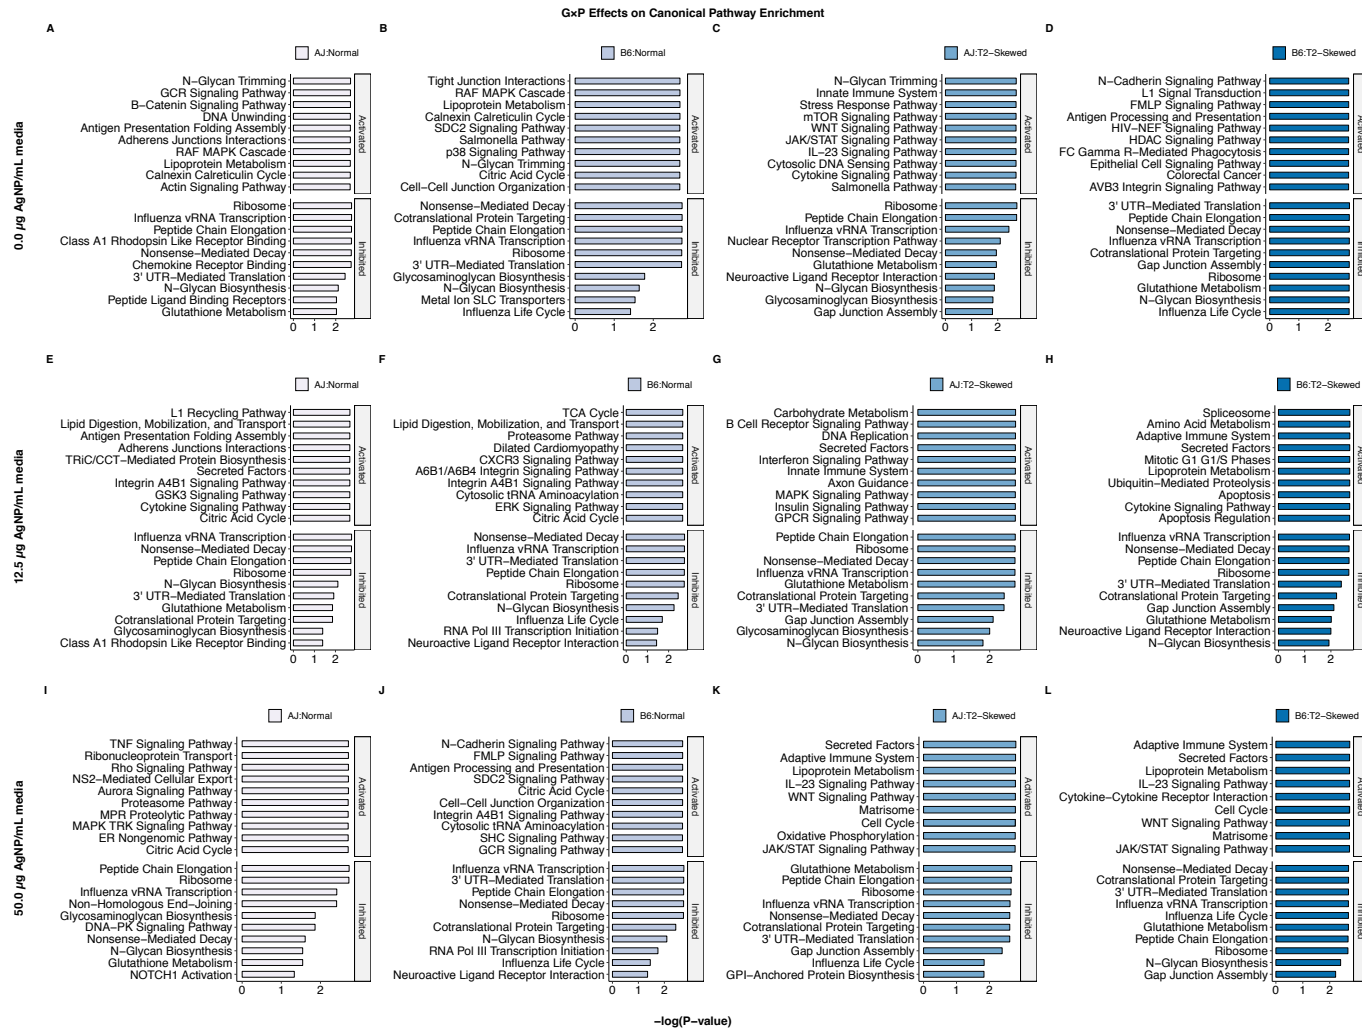 G×P Effects on Canonical Pathway Enrichment
A
AJ:Normal
N−Glycan Trimming
GCR Signaling Pathway
B−Catenin Signaling Pathway
DNA Unwinding
Antigen Presentation Folding Assembly
Adherens Junctions Interactions
RAF MAPK Cascade
Lipoprotein Metabolism
Calnexin Calreticulin Cycle
Actin Signaling Pathway
Activated
Ribosome
Influenza vRNA Transcription
Peptide Chain Elongation
Class A1 Rhodopsin Like Receptor Binding
Nonsense−Mediated Decay
Chemokine Receptor Binding
3' UTR−Mediated Translation
N−Glycan Biosynthesis
Peptide Ligand Binding Receptors
Glutathione Metabolism
Inhibited
0 1 2
B
B6:Normal
Tight Junction Interactions
RAF MAPK Cascade
Lipoprotein Metabolism
Calnexin Calreticulin Cycle
SDC2 Signaling Pathway
Salmonella Pathway
p38 Signaling Pathway
N−Glycan Trimming
Citric Acid Cycle
Cell−Cell Junction Organization
Activated
Nonsense−Mediated Decay
Cotranslational Protein Targeting
Peptide Chain Elongation
Influenza vRNA Transcription
Ribosome
3' UTR−Mediated Translation
Glycosaminoglycan Biosynthesis
N−Glycan Biosynthesis
Metal Ion SLC Transporters
Influenza Life Cycle
Inhibited
0 1 2
C
AJ:T2−Skewed
N−Glycan Trimming
Innate Immune System
Stress Response Pathway
mTOR Signaling Pathway
WNT Signaling Pathway
JAK/STAT Signaling Pathway
IL−23 Signaling Pathway
Cytosolic DNA Sensing Pathway
Cytokine Signaling Pathway
Salmonella Pathway
Activated
Ribosome
Peptide Chain Elongation
Influenza vRNA Transcription
Nuclear Receptor Transcription Pathway
Nonsense−Mediated Decay
Glutathione Metabolism
Neuroactive Ligand Receptor Interaction
N−Glycan Biosynthesis
Glycosaminoglycan Biosynthesis
Gap Junction Assembly
Inhibited
0 1 2
D
B6:T2−Skewed
N−Cadherin Signaling Pathway
L1 Signal Transduction
FMLP Signaling Pathway
Antigen Processing and Presentation
HIV−NEF Signaling Pathway
HDAC Signaling Pathway
FC Gamma R−Mediated Phagocytosis
Epithelial Cell Signaling Pathway
Colorectal Cancer
AVB3 Integrin Signaling Pathway
Activated
3' UTR−Mediated Translation
Peptide Chain Elongation
Nonsense−Mediated Decay
Influenza vRNA Transcription
Cotranslational Protein Targeting
Gap Junction Assembly
Ribosome
Glutathione Metabolism
N−Glycan Biosynthesis
Influenza Life Cycle
Inhibited
0 1 2
0.0 µg AgNP/mL media
E
AJ:Normal
L1 Recycling Pathway
Lipid Digestion, Mobilization, and Transport
Antigen Presentation Folding Assembly
Adherens Junctions Interactions
TRiC/CCT−Mediated Protein Biosynthesis
Secreted Factors
Integrin A4B1 Signaling Pathway
GSK3 Signaling Pathway
Cytokine Signaling Pathway
Citric Acid Cycle
Activated
Influenza vRNA Transcription
Nonsense−Mediated Decay
Peptide Chain Elongation
Ribosome
N−Glycan Biosynthesis
3' UTR−Mediated Translation
Glutathione Metabolism
Cotranslational Protein Targeting
Glycosaminoglycan Biosynthesis
Class A1 Rhodopsin Like Receptor Binding
Inhibited
0 1 2
F
B6:Normal
TCA Cycle
Lipid Digestion, Mobilization, and Transport
Proteasome Pathway
Dilated Cardiomyopathy
CXCR3 Signaling Pathway
A6B1/A6B4 Integrin Signaling Pathway
Integrin A4B1 Signaling Pathway
Cytosolic tRNA Aminoacylation
ERK Signaling Pathway
Citric Acid Cycle
Activated
Nonsense−Mediated Decay
Influenza vRNA Transcription
3' UTR−Mediated Translation
Peptide Chain Elongation
Ribosome
Cotranslational Protein Targeting
N−Glycan Biosynthesis
Influenza Life Cycle
RNA Pol III Transcription Initiation
Neuroactive Ligand Receptor Interaction
Inhibited
0 1 2
G
AJ:T2−Skewed
Carbohydrate Metabolism
B Cell Receptor Signaling Pathway
DNA Replication
Secreted Factors
Interferon Signaling Pathway
Innate Immune System
Axon Guidance
MAPK Signaling Pathway
Insulin Signaling Pathway
GPCR Signaling Pathway
Activated
Peptide Chain Elongation
Ribosome
Nonsense−Mediated Decay
Influenza vRNA Transcription
Glutathione Metabolism
Cotranslational Protein Targeting
3' UTR−Mediated Translation
Gap Junction Assembly
Glycosaminoglycan Biosynthesis
N−Glycan Biosynthesis
Inhibited
0 1 2
H
B6:T2−Skewed
Spliceosome
Amino Acid Metabolism
Adaptive Immune System
Secreted Factors
Mitotic G1 G1/S Phases
Lipoprotein Metabolism
Ubiquitin−Mediated Proteolysis
Apoptosis
Cytokine Signaling Pathway
Apoptosis Regulation
Activated
Influenza vRNA Transcription
Nonsense−Mediated Decay
Peptide Chain Elongation
Ribosome
3' UTR−Mediated Translation
Cotranslational Protein Targeting
Gap Junction Assembly
Glutathione Metabolism
Neuroactive Ligand Receptor Interaction
N−Glycan Biosynthesis
Inhibited
0 1 2
12.5 µg AgNP/mL media
I
AJ:Normal
TNF Signaling Pathway
Ribonucleoprotein Transport
Rho Signaling Pathway
NS2−Mediated Cellular Export
Aurora Signaling Pathway
Proteasome Pathway
MPR Proteolytic Pathway
MAPK TRK Signaling Pathway
ER Nongenomic Pathway
Citric Acid Cycle
Activated
Peptide Chain Elongation
Ribosome
Influenza vRNA Transcription
Non−Homologous End−Joining
Glycosaminoglycan Biosynthesis
DNA−PK Signaling Pathway
Nonsense−Mediated Decay
N−Glycan Biosynthesis
Glutathione Metabolism
NOTCH1 Activation
Inhibited
0 1 2
J
B6:Normal
N−Cadherin Signaling Pathway
FMLP Signaling Pathway
Antigen Processing and Presentation
SDC2 Signaling Pathway
Citric Acid Cycle
Cell−Cell Junction Organization
Integrin A4B1 Signaling Pathway
Cytosolic tRNA Aminoacylation
SHC Signaling Pathway
GCR Signaling Pathway
Activated
Influenza vRNA Transcription
3' UTR−Mediated Translation
Peptide Chain Elongation
Nonsense−Mediated Decay
Ribosome
Cotranslational Protein Targeting
N−Glycan Biosynthesis
RNA Pol III Transcription Initiation
Influenza Life Cycle
Neuroactive Ligand Receptor Interaction
Inhibited
0 1 2
K
AJ:T2−Skewed
Secreted Factors
Adaptive Immune System
Lipoprotein Metabolism
IL−23 Signaling Pathway
WNT Signaling Pathway
Matrisome
Cell Cycle
Oxidative Phosphorylation
JAK/STAT Signaling Pathway
Activated
Glutathione Metabolism
Peptide Chain Elongation
Ribosome
Influenza vRNA Transcription
Nonsense−Mediated Decay
Cotranslational Protein Targeting
3' UTR−Mediated Translation
Gap Junction Assembly
Influenza Life Cycle
GPI−Anchored Protein Biosynthesis
Inhibited
0 1 2
L
B6:T2−Skewed
Adaptive Immune System
Secreted Factors
Lipoprotein Metabolism
IL−23 Signaling Pathway
Cytokine−Cytokine Receptor Interaction
Cell Cycle
WNT Signaling Pathway
Matrisome
JAK/STAT Signaling Pathway
Activated
Nonsense−Mediated Decay
Cotranslational Protein Targeting
3' UTR−Mediated Translation
Influenza vRNA Transcription
Influenza Life Cycle
Glutathione Metabolism
Peptide Chain Elongation
Ribosome
N−Glycan Biosynthesis
Gap Junction Assembly
Inhibited
0 1 2
50.0 µg AgNP/mL media
−log(P−value)